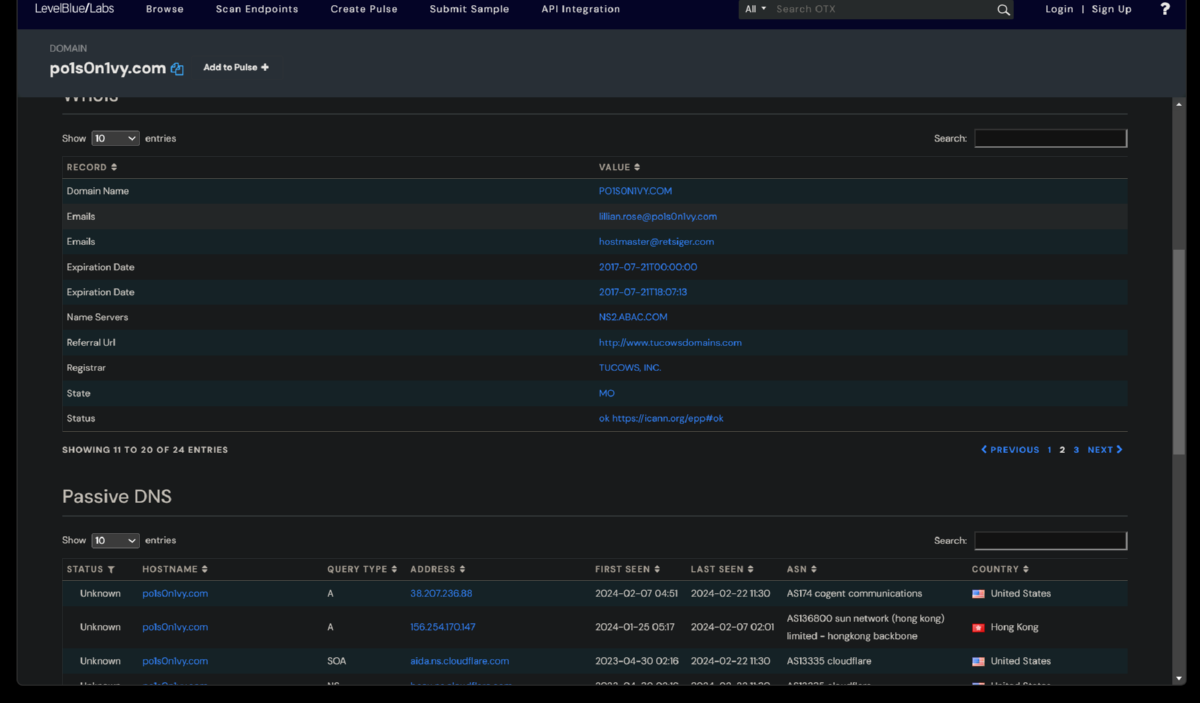 LevelBlue/Labs Browse Scan Endpoints Create Pulse Submit Sample API Integration All Search OTX Login | Sign Up ?
DOMAIN
po1s0n1vy.com Add to Pulse +
Whois
Show 10 entries Search:
RECORD VALUE
Domain Name PO1S0N1VY.COM
Emails lillian.rose@po1s0n1vy.com
Emails hostmaster@retsiger.com
Expiration Date 2017-07-21T00:00:00
Expiration Date 2017-07-21T18:07:13
Name Servers NS2.ABAC.COM
Referral Url http://www.tucowsdomains.com
Registrar TUCOWS, INC.
State MO
Status ok https://icann.org/epp#ok
SHOWING 11 TO 20 OF 24 ENTRIES PREVIOUS 1 2 3 NEXT
Passive DNS
Show 10 entries Search:
STATUS HOSTNAME QUERY TYPE ADDRESS FIRST SEEN LAST SEEN ASN COUNTRY
Unknown po1s0n1vy.com A 38.207.236.88 2024-02-07 04:51 2024-02-22 11:30 AS174 cogent communications United States
Unknown po1s0n1vy.com A 156.254.170.147 2024-01-25 05:17 2024-02-07 02:01 AS136800 sun network (hong kong)
limited - hongkong backbone Hong Kong
Unknown po1s0n1vy.com SOA aida.ns.cloudflare.com 2023-04-30 02:16 2024-02-22 11:30 AS13335 cloudflare United States